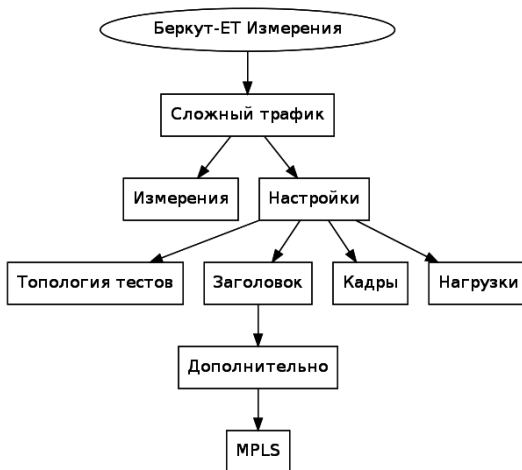 Беркут-ЕТ Измерения
Сложный трафик
Измерения
Настройки
Топология тестов
Заголовок
Кадры
Нагрузки
Дополнительно
MPLS